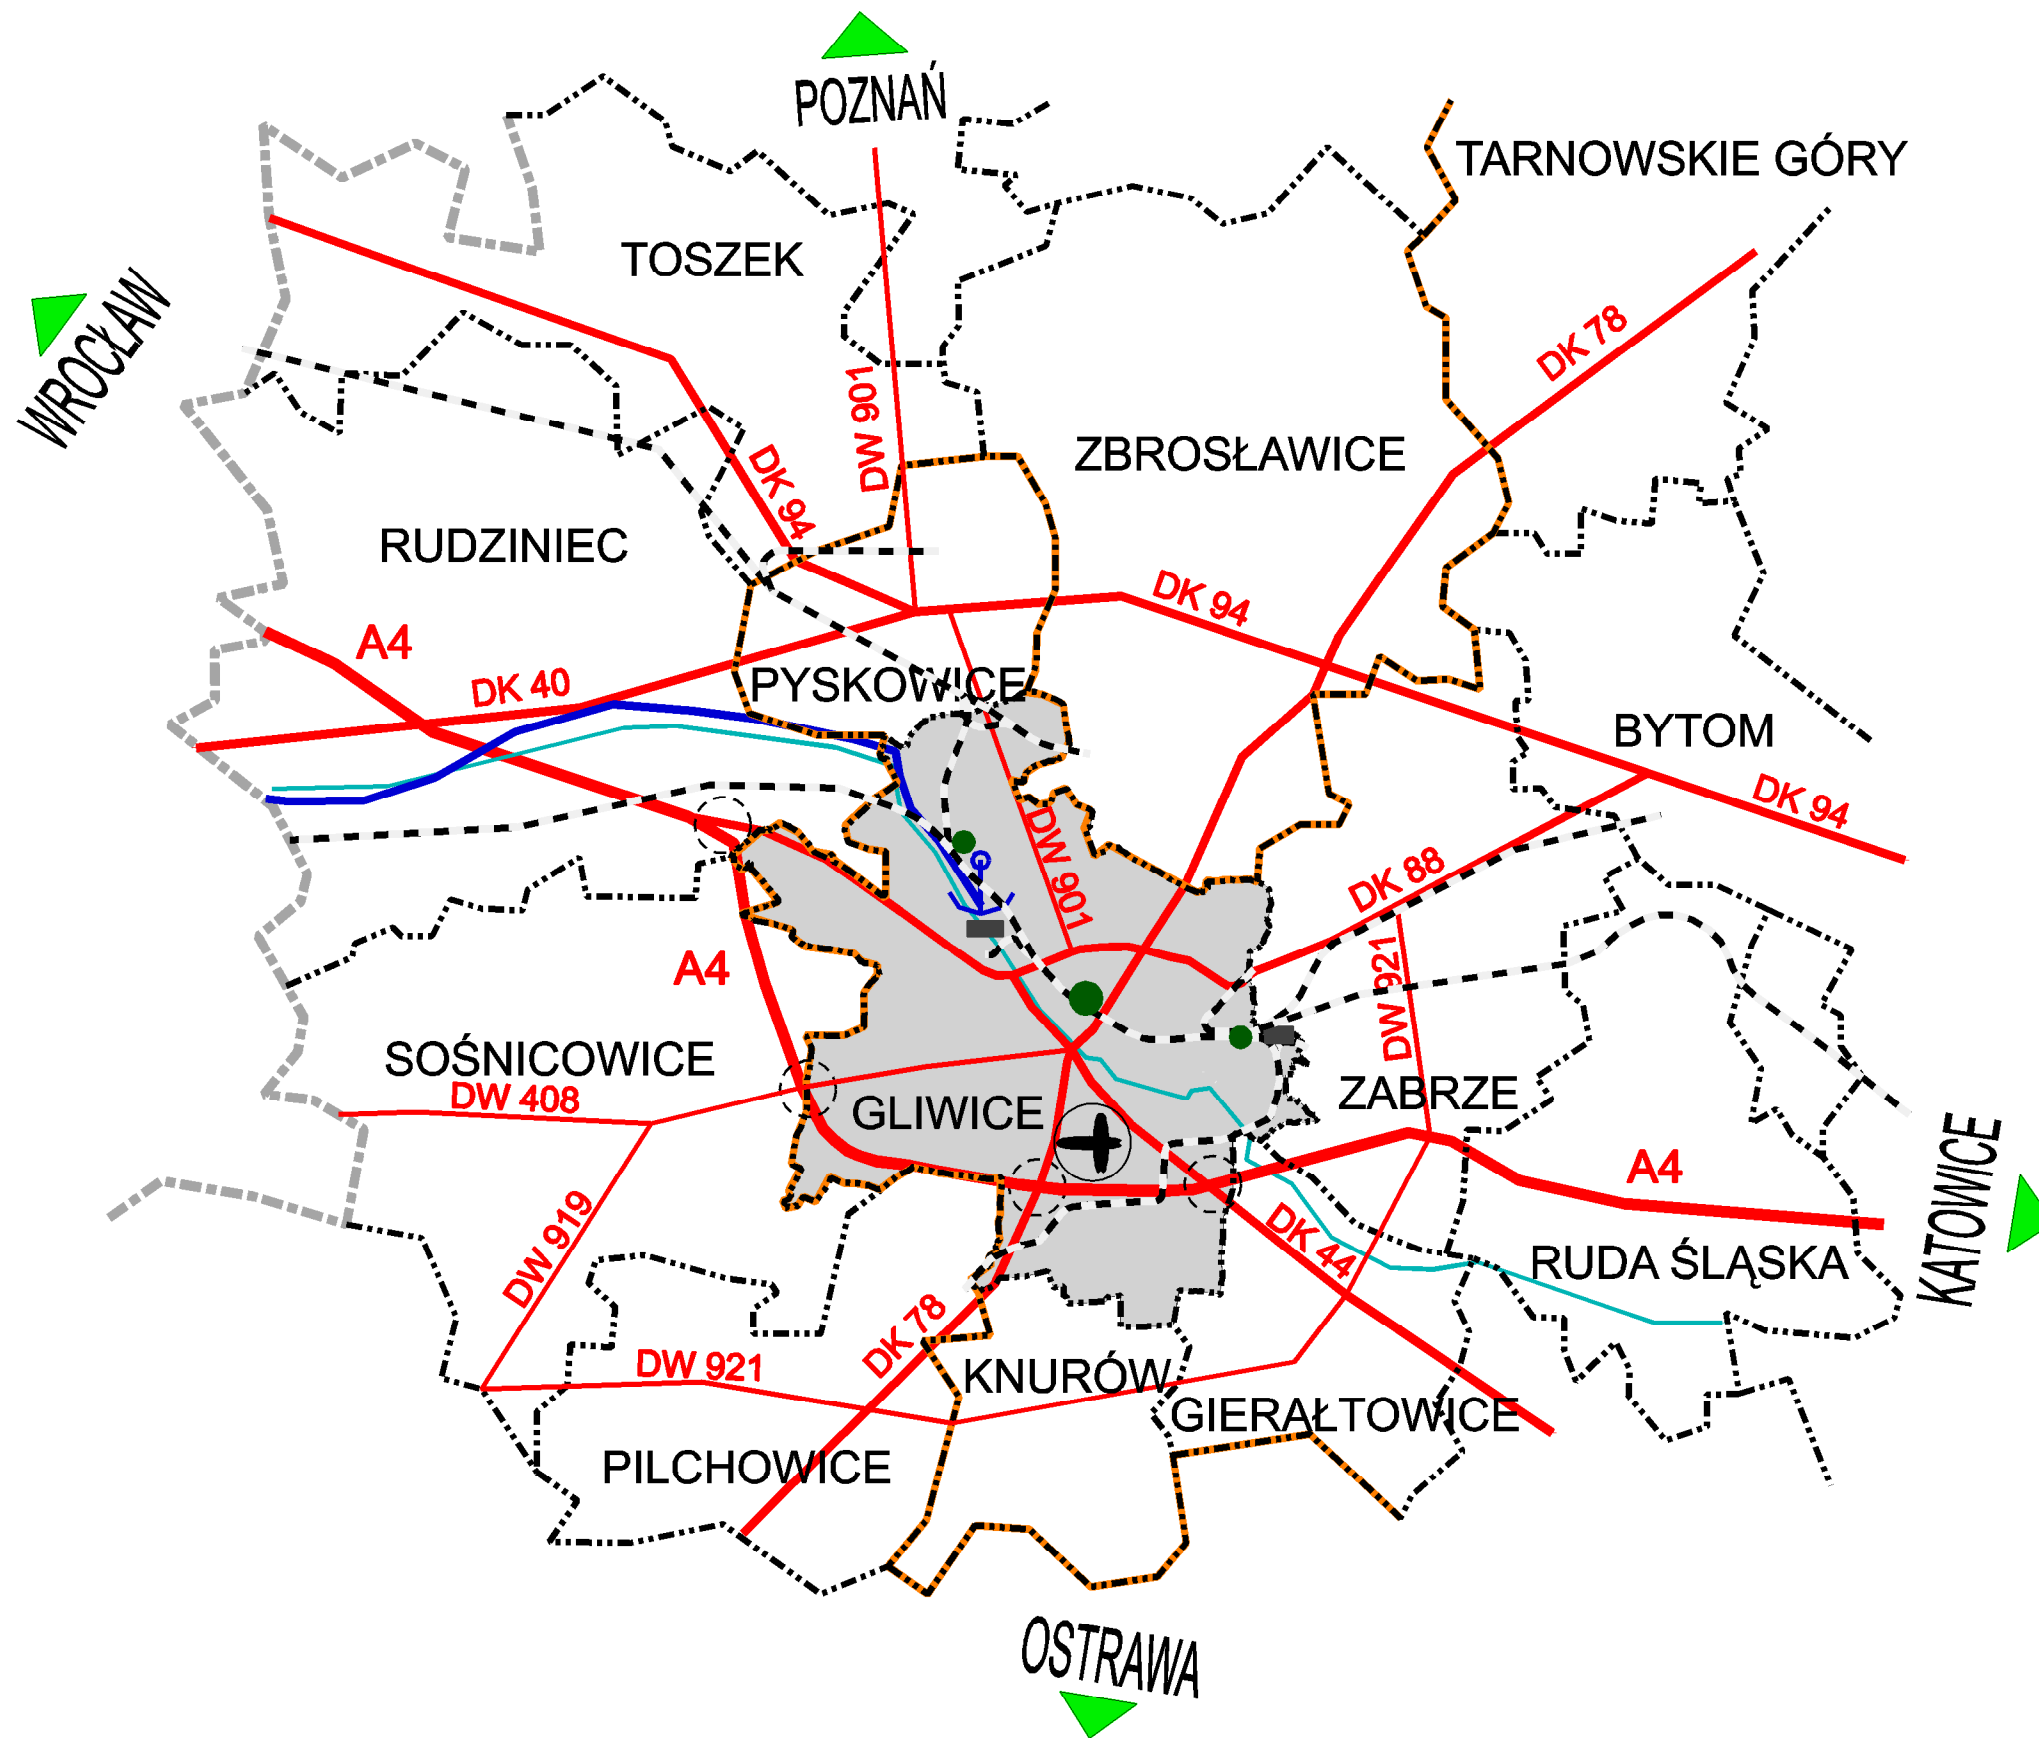 POZNAŃ
TARNOWSKIE GÓRY
TOSZEK
WROCŁAW
DK 78
DW 901
ZBROSŁAWICE
DK 94
RUDZINIEC
DK 94
A4
DK 40
PYSKOWICE
BYTOM
DK 94
DW 901
DK 88
A4
DW 921
SOŚNICOWICE
DW 408
GLIWICE
ZABRZE
A4
KATOWICE
DW 919
DK 44
RUDA ŚLĄSKA
DK 78
DW 921
KNURÓW
GIERAŁTOWICE
PILCHOWICE
OSTRAWA